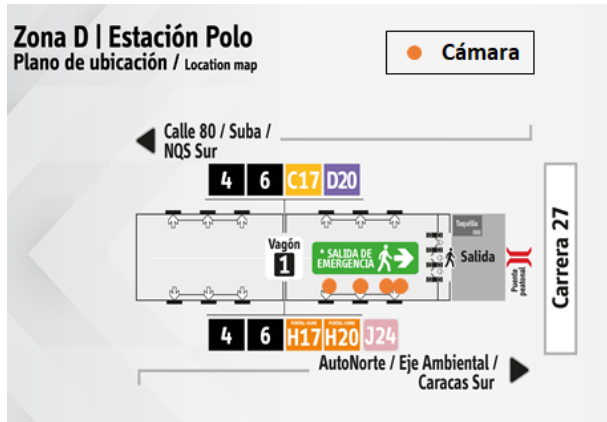 Zona D | Estación Polo
Plano de ubicación / Location map
Cámara
Calle 80 / Suba /
NQS Sur
4 6 C17 D20
Taquilla
Vagón
1
* SALIDA DE
EMERGENCIA
Salida
Puente
peatonal
Carrera 27
4 6 H17 H20 J24
AutoNorte / Eje Ambiental /
Caracas Sur